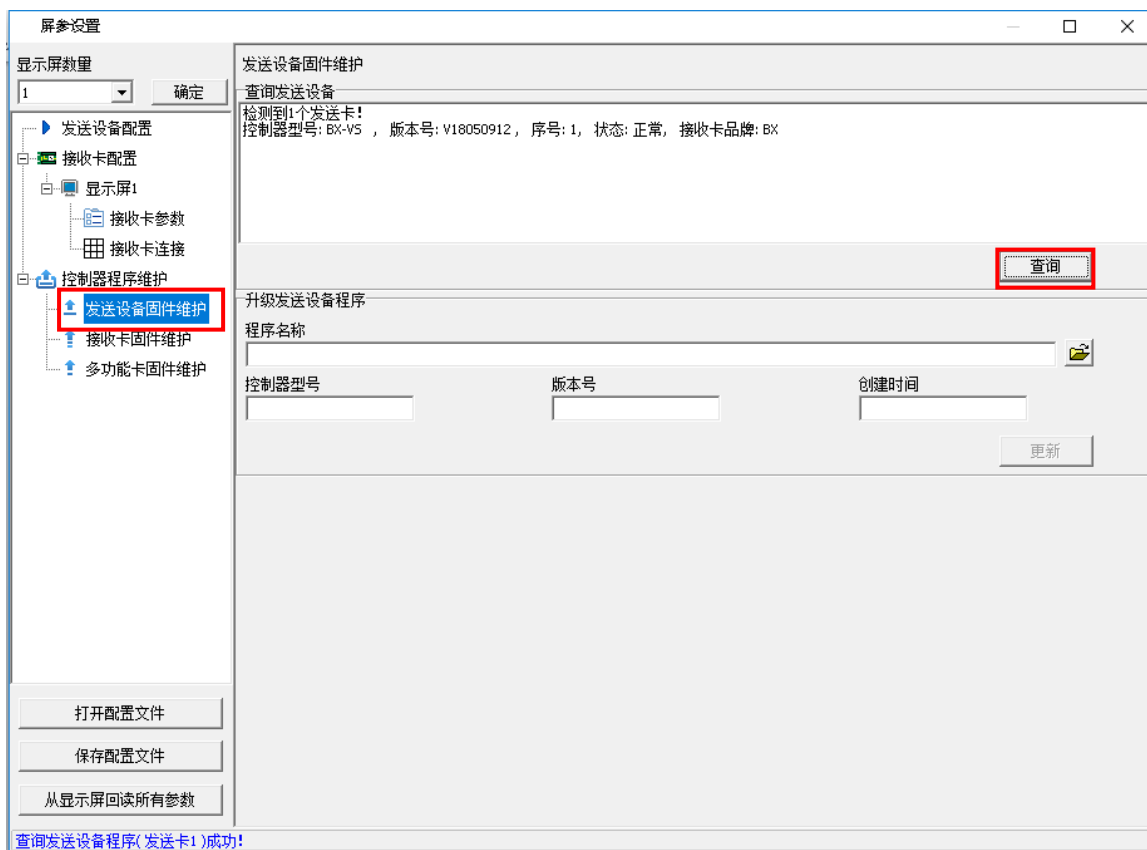 屏参设置
显示屏数量
1
确定
发送设备配置
接收卡配置
显示屏1
接收卡参数
接收卡连接
控制器程序维护
发送设备固件维护
接收卡固件维护
多功能卡固件维护
打开配置文件
保存配置文件
从显示屏回读所有参数
发送设备固件维护
查询发送设备
检测到1个发送卡!
控制器型号: BX-VS , 版本号: V18050912, 序号: 1, 状态: 正常, 接收卡品牌: BX
查询
升级发送设备程序
程序名称
控制器型号 版本号 创建时间
更新
查询发送设备程序(发送卡1)成功!